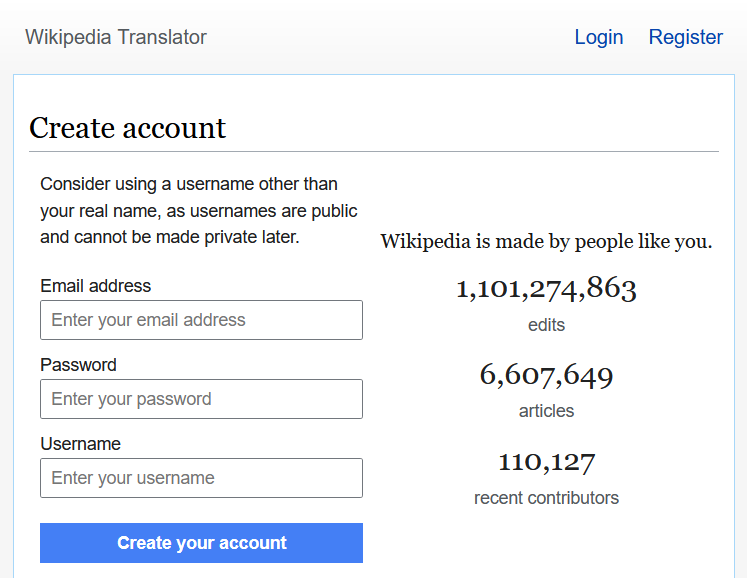 Wikipedia Translator
Login
Register
Create account
Consider using a username other than
your real name, as usernames are public
and cannot be made private later.
Email address
Enter your email address
Password
Enter your password
Username
Enter your username
Create your account
Wikipedia is made by people like you.
1,101,274,863
edits
6,607,649
articles
110,127
recent contributors